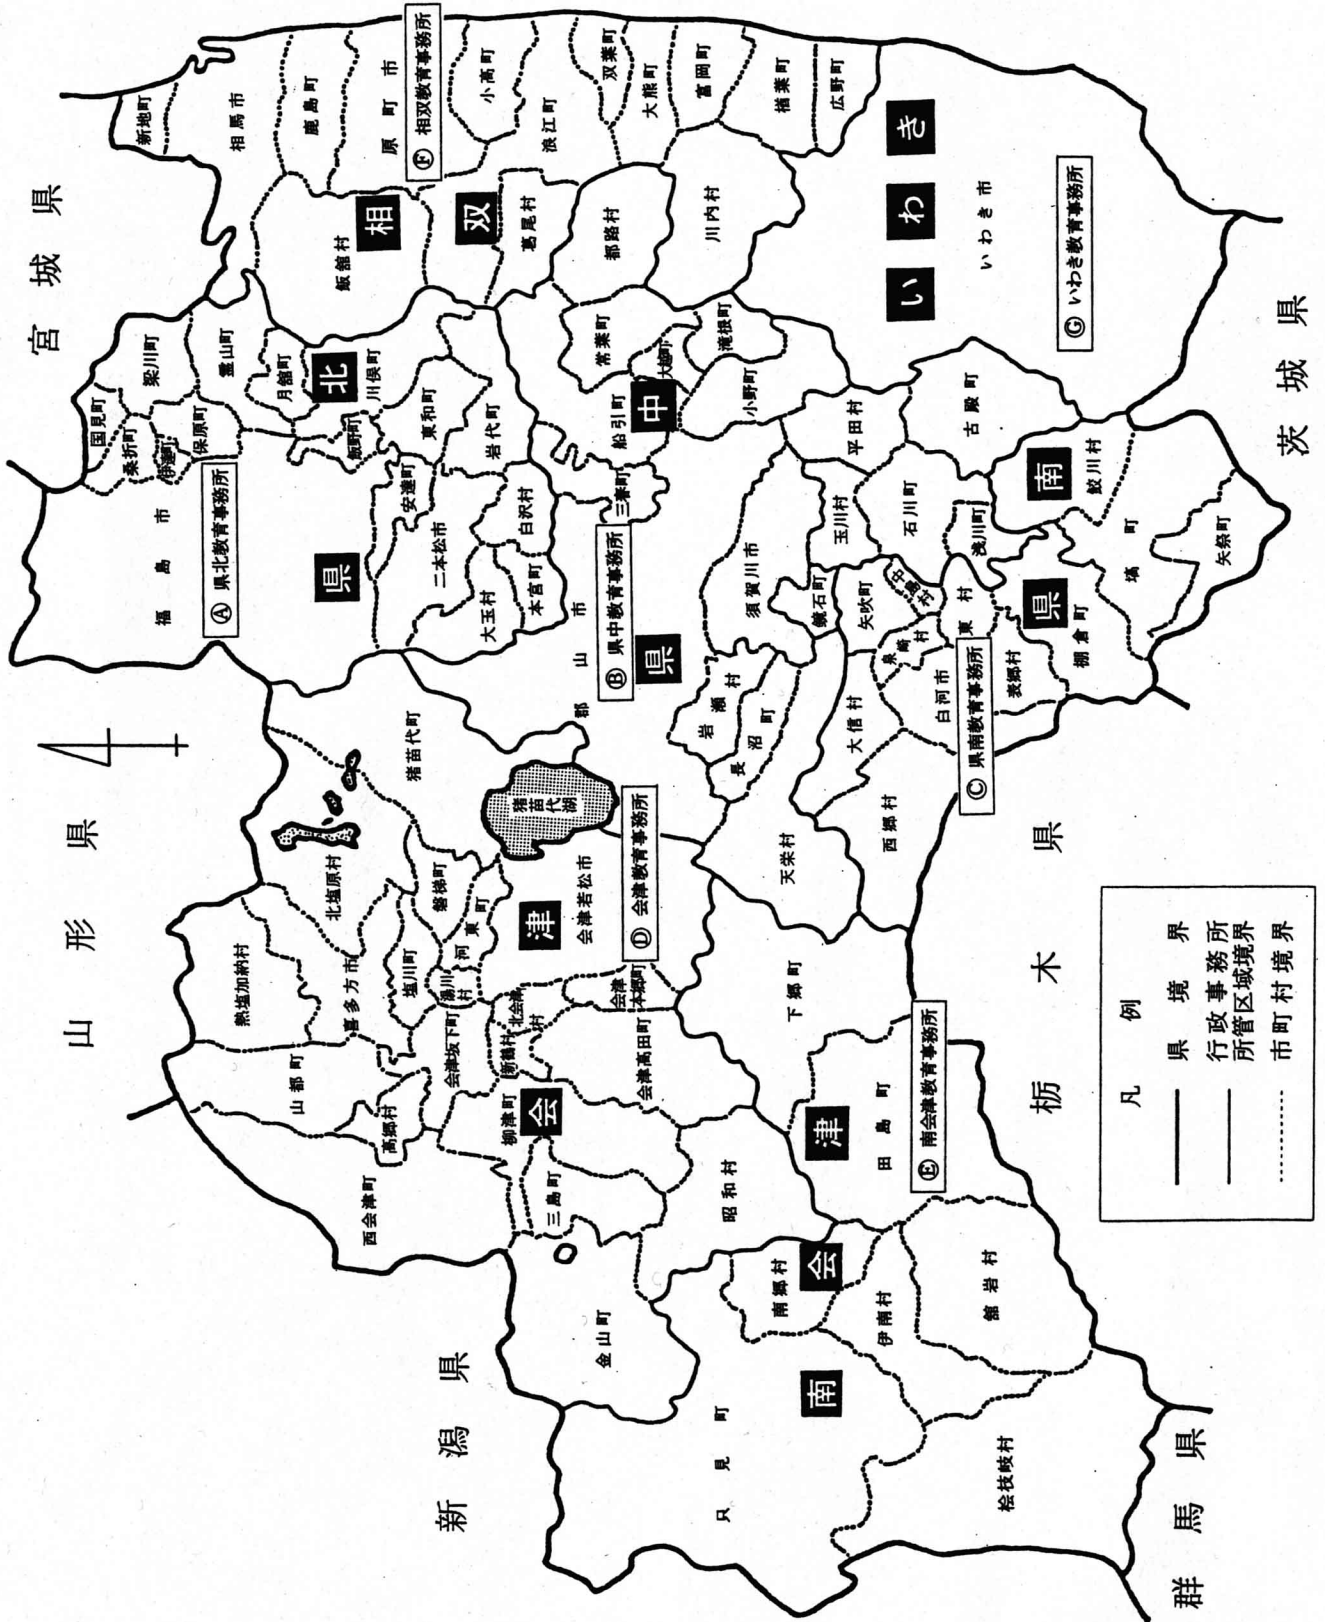 宮城県
山形県
新潟県
群馬県
栃木県
茨城県
新地町
相馬市
鹿島町
原町市
Ⓕ 相双教育事務所
小高町
浪江町
双葉町
大熊町
富岡町
楢葉町
広野町
飯舘村
相双
葛尾村
都路村
川内村
いわき
いわき市
Ⓖ いわき教育事務所
国見町
梁川町
桑折町
伊達町
保原町
霊山町
月舘町
川俣町
飯野町
福島市
Ⓐ 県北教育事務所
県北
安達町
東和町
岩代町
二本松市
白沢村
大玉村
本宮町
郡山市
Ⓑ 県中教育事務所
県中
三春町
船引町
常葉町
大越町
滝根町
小野町
須賀川市
平田村
古殿町
玉川村
石川町
浅川町
鏡石町
岩瀬村
長沼町
天栄村
矢吹町
中島村
泉崎村
東村
大信村
白河市
表郷村
西郷村
棚倉町
県南
鮫川村
塙町
矢祭町
Ⓒ 県南教育事務所
猪苗代町
猪苗代湖
北塩原村
磐梯町
河東町
会津若松市
Ⓓ 会津教育事務所
熱塩加納村
喜多方市
塩川町
湯川村
山都町
高郷村
会津坂下町
北会津村
新鶴村
会津本郷町
会津高田町
柳津町
会津
西会津町
三島町
金山町
昭和村
下郷町
田島町
Ⓔ 南会津教育事務所
南会津
南郷村
伊南村
舘岩村
只見町
桧枝岐村
凡例
県境界
行政事務所
所管区域境界
市町村境界